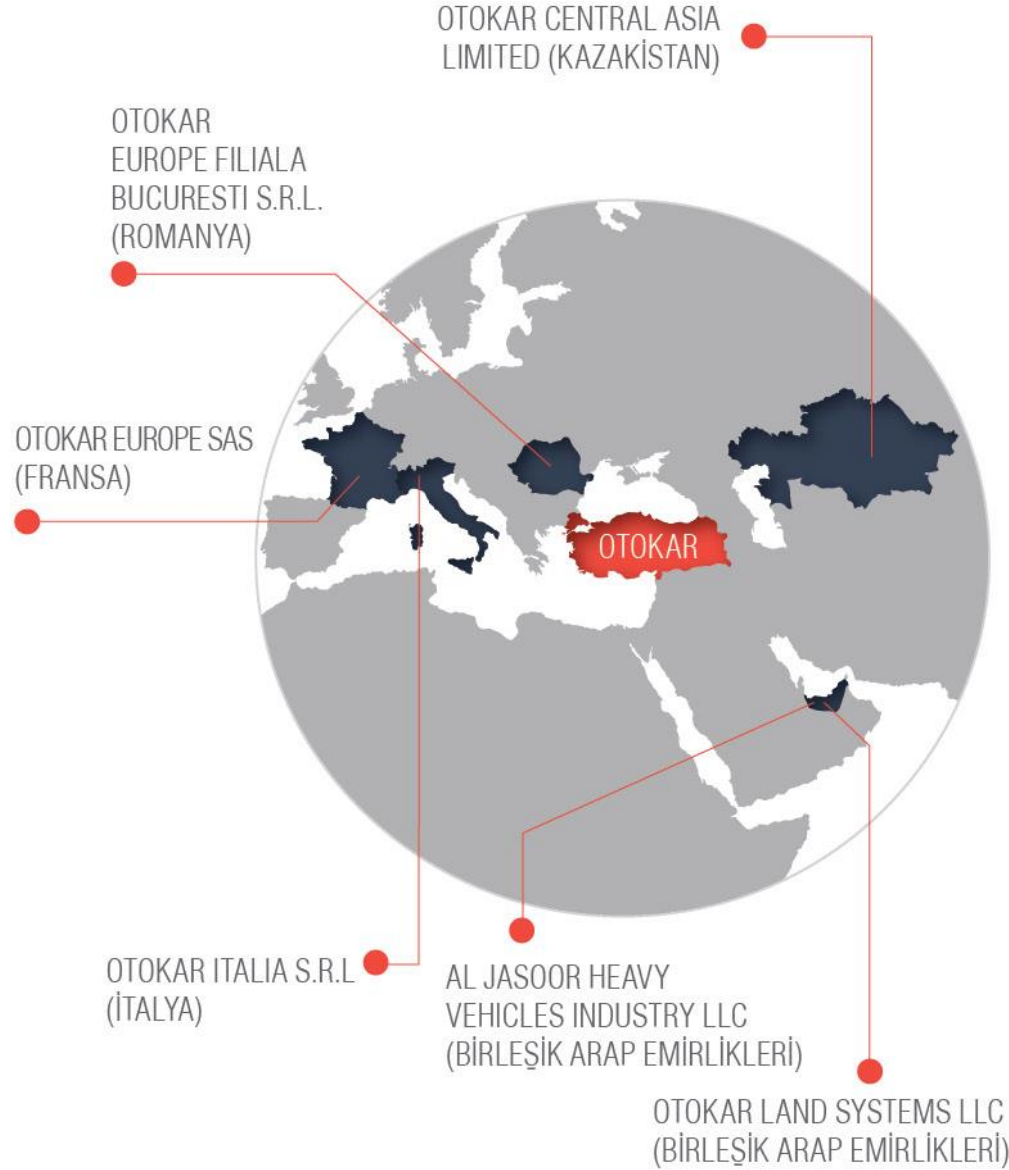 OTOKAR CENTRAL ASIA
LIMITED (KAZAKİSTAN)
OTOKAR
EUROPE FILIALA
BUCURESTI S.R.L.
(ROMANYA)
OTOKAR EUROPE SAS
(FRANSA)
OTOKAR
OTOKAR ITALIA S.R.L
(İTALYA)
AL JASOOR HEAVY
VEHICLES INDUSTRY LLC
(BİRLEŞİK ARAP EMİRLİKLERİ)
OTOKAR LAND SYSTEMS LLC
(BİRLEŞİK ARAP EMİRLİKLERİ)